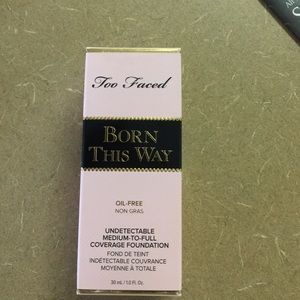 Too Faced
BORN
THIS WAY
OIL-FREE
NON GRAS
UNDETECTABLE
MEDIUM-TO-FULL
COVERAGE FOUNDATION
FOND DE TEINT
INDÉTECTABLE COUVRANCE
MOYENNE À TOTALE
30 mL / 1.0 Fl. Oz.